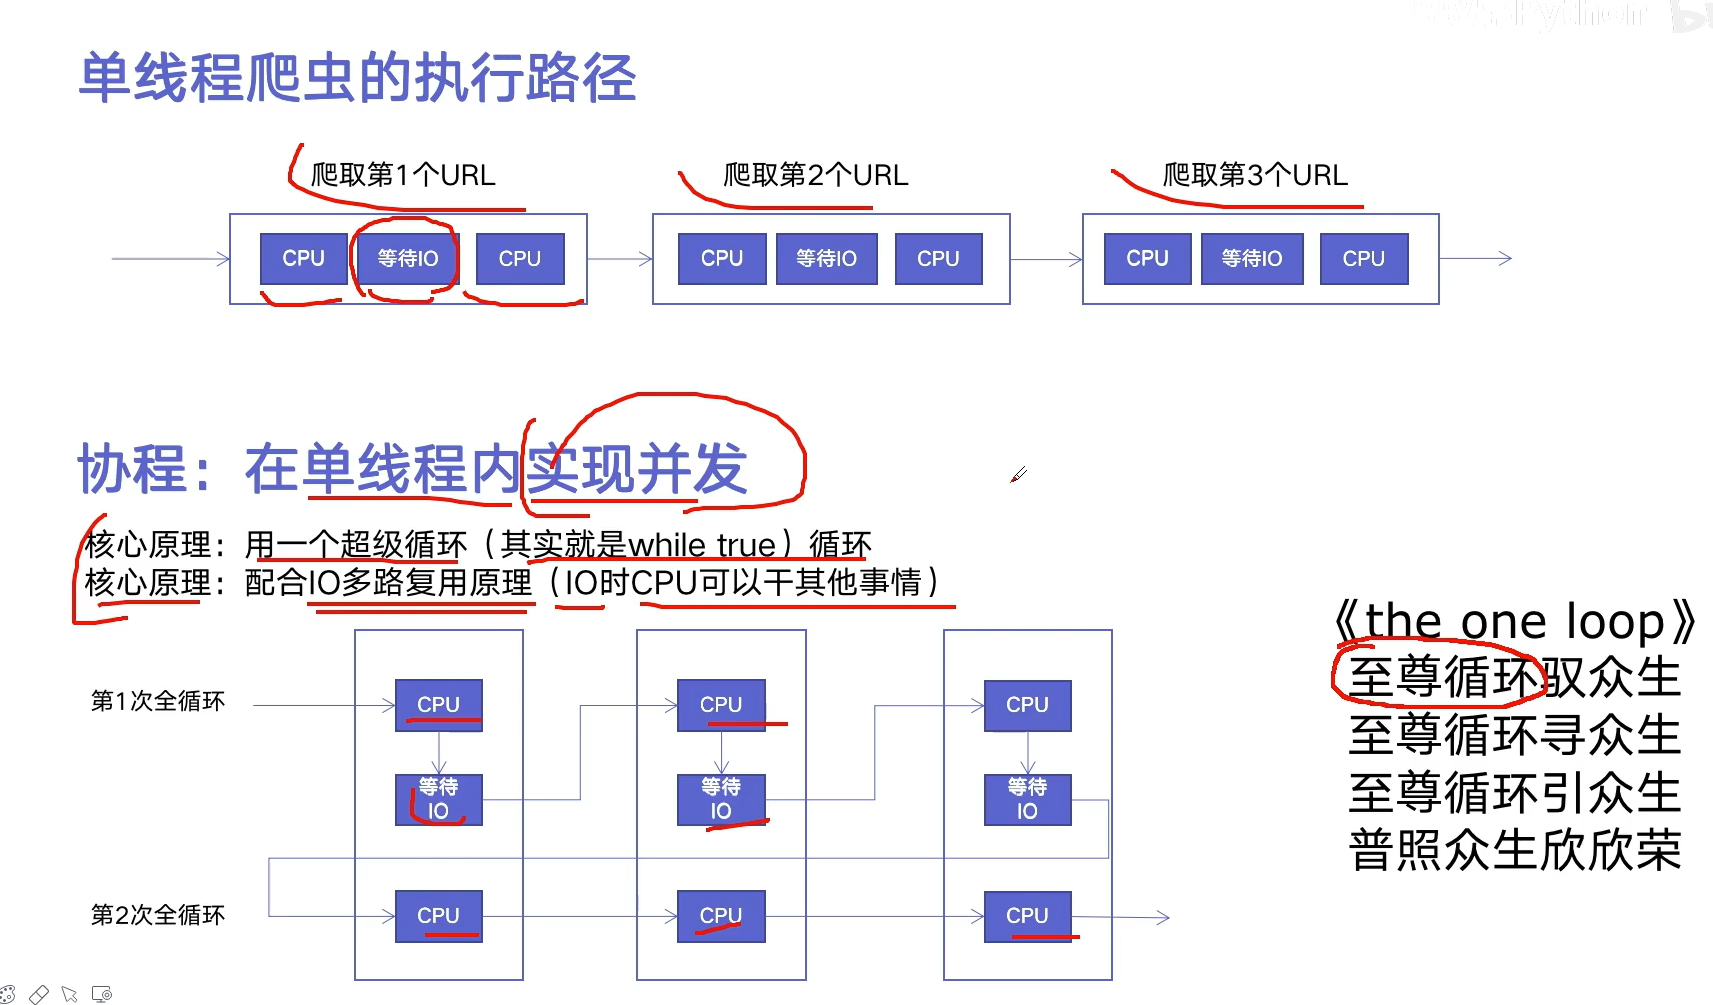 单线程爬虫的执行路径
爬取第1个URL
爬取第2个URL
爬取第3个URL
CPU
等待IO
CPU
CPU
等待IO
CPU
CPU
等待IO
CPU
协程：在单线程内实现并发
核心原理：用一个超级循环（其实就是while true）循环
核心原理：配合IO多路复用原理（IO时CPU可以干其他事情）
第1次全循环
CPU
CPU
CPU
等待
IO
等待
IO
等待
IO
第2次全循环
CPU
CPU
CPU
《the one loop》
至尊循环驭众生
至尊循环寻众生
至尊循环引众生
普照众生欣欣荣